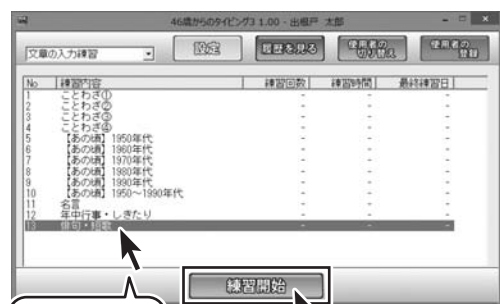 46歳からのタイピング3 1.00 - 出根戸 太郎
文章の入力練習
設定
履歴を見る
使用者の
切り替え
使用者の
登録
No 練習内容 練習回数 練習時間 最終練習日
1 ことわざ① - - -
2 ことわざ② - - -
3 ことわざ③ - - -
4 ことわざ④ - - -
5 【あの頃】 1950年代 - - -
6 【あの頃】 1960年代 - - -
7 【あの頃】 1970年代 - - -
8 【あの頃】 1980年代 - - -
9 【あの頃】 1990年代 - - -
10 【あの頃】 1950～1990年代 - - -
11 名言 - - -
12 年中行事・しきたり - - -
13 俳句・短歌 - - -
練習開始